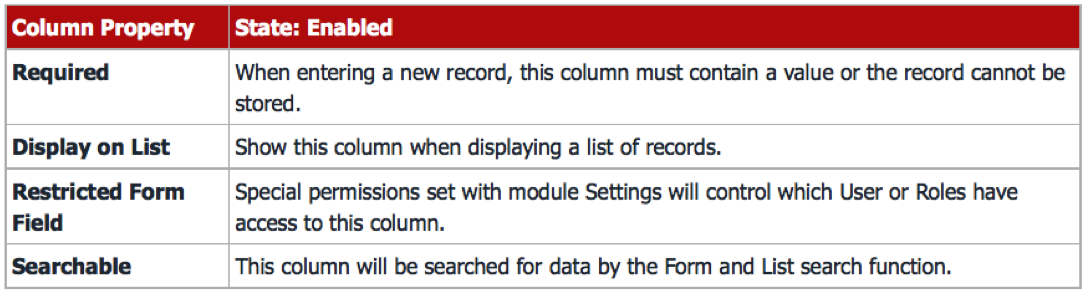 Column Property State: Enabled
Required When entering a new record, this column must contain a value or the record cannot be
stored.
Display on List Show this column when displaying a list of records.
Restricted Form Special permissions set with module Settings will control which User or Roles have
Field access to this column.
Searchable This column will be searched for data by the Form and List search function.